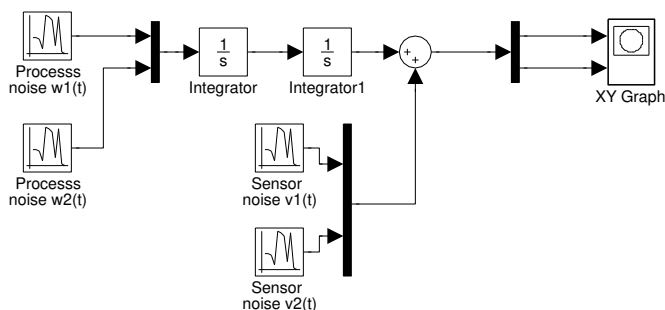 Processs
noise w1(t)
1
s
Integrator
1
s
Integrator1
+
+
XY Graph
Processs
noise w2(t)
Sensor
noise v1(t)
Sensor
noise v2(t)